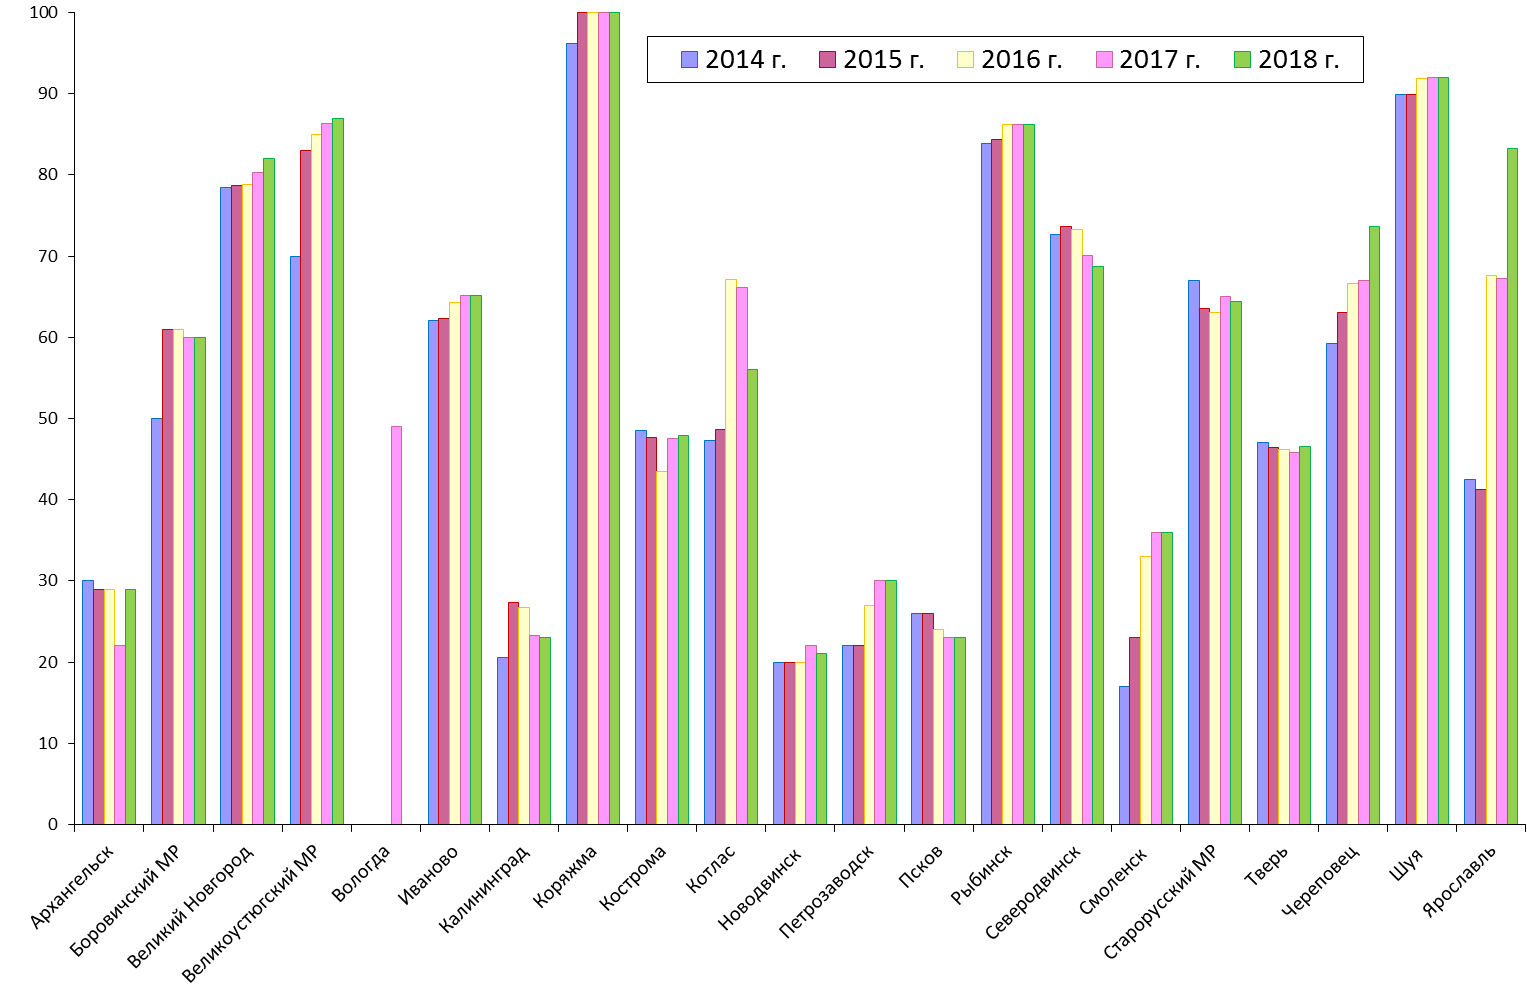 100
2014 г. 2015 г. 2016 г. 2017 г. 2018 г.
90
80
70
60
50
40
30
20
10
0
Архангельск
Боровичский МР
Великий Новгород
Великоустюгский МР
Вологда
Иваново
Калининград
Коряжма
Кострома
Котлас
Новодвинск
Петрозаводск
Псков
Рыбинск
Северодвинск
Смоленск
Старорусский МР
Тверь
Череповец
Шуя
Ярославль